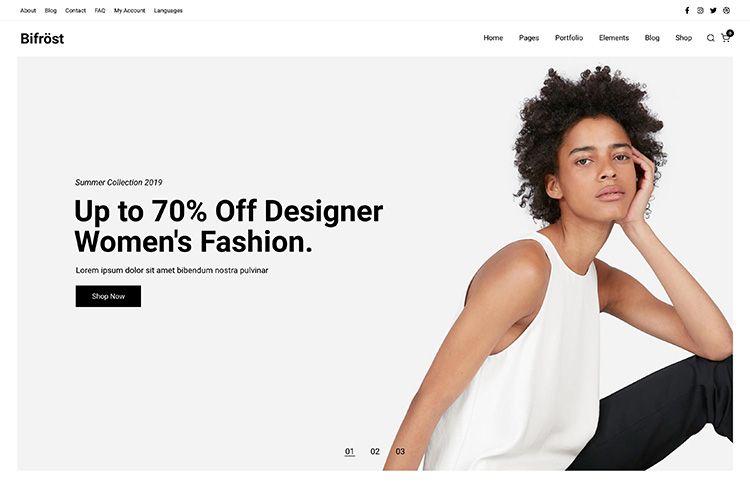 About Blog Contact FAQ My Account Languages
Bifröst
Home Pages Portfolio Elements Blog Shop
0
Summer Collection 2019
Up to 70% Off Designer
Women's Fashion.
Lorem ipsum dolor sit amet bibendum nostra pulvinar
Shop Now
01 02 03